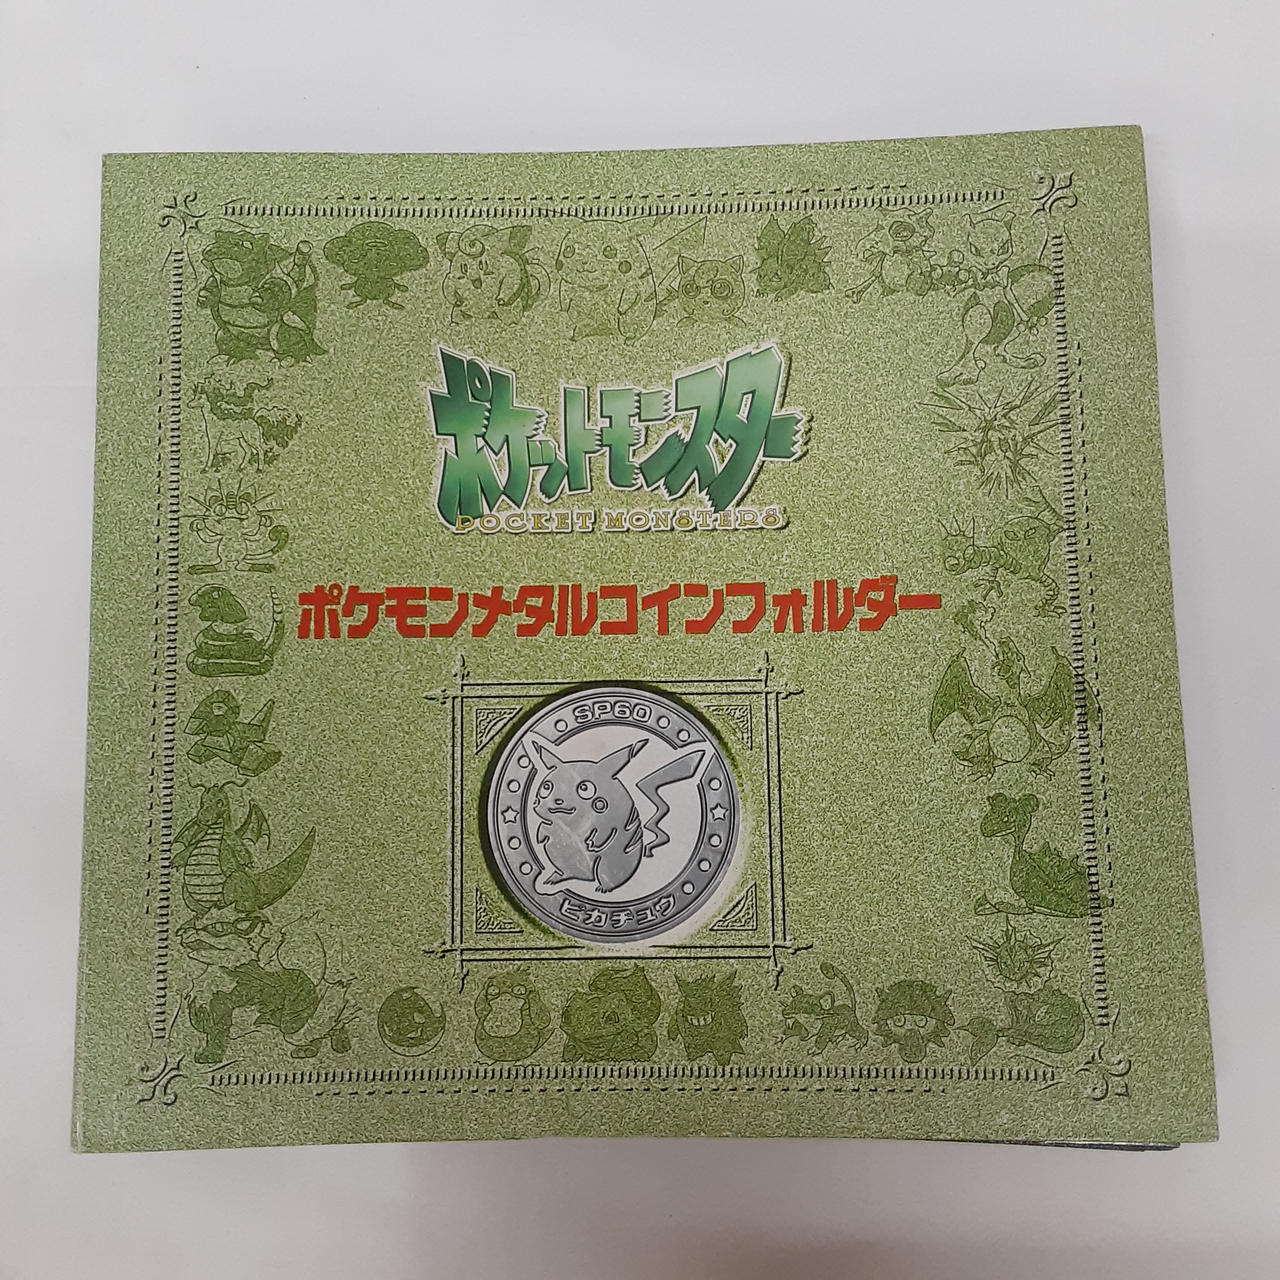 ポケットモンスター
POCKET MONSTERS
ポケモンメタルコインフォルダー
SP60
ピカチュウ